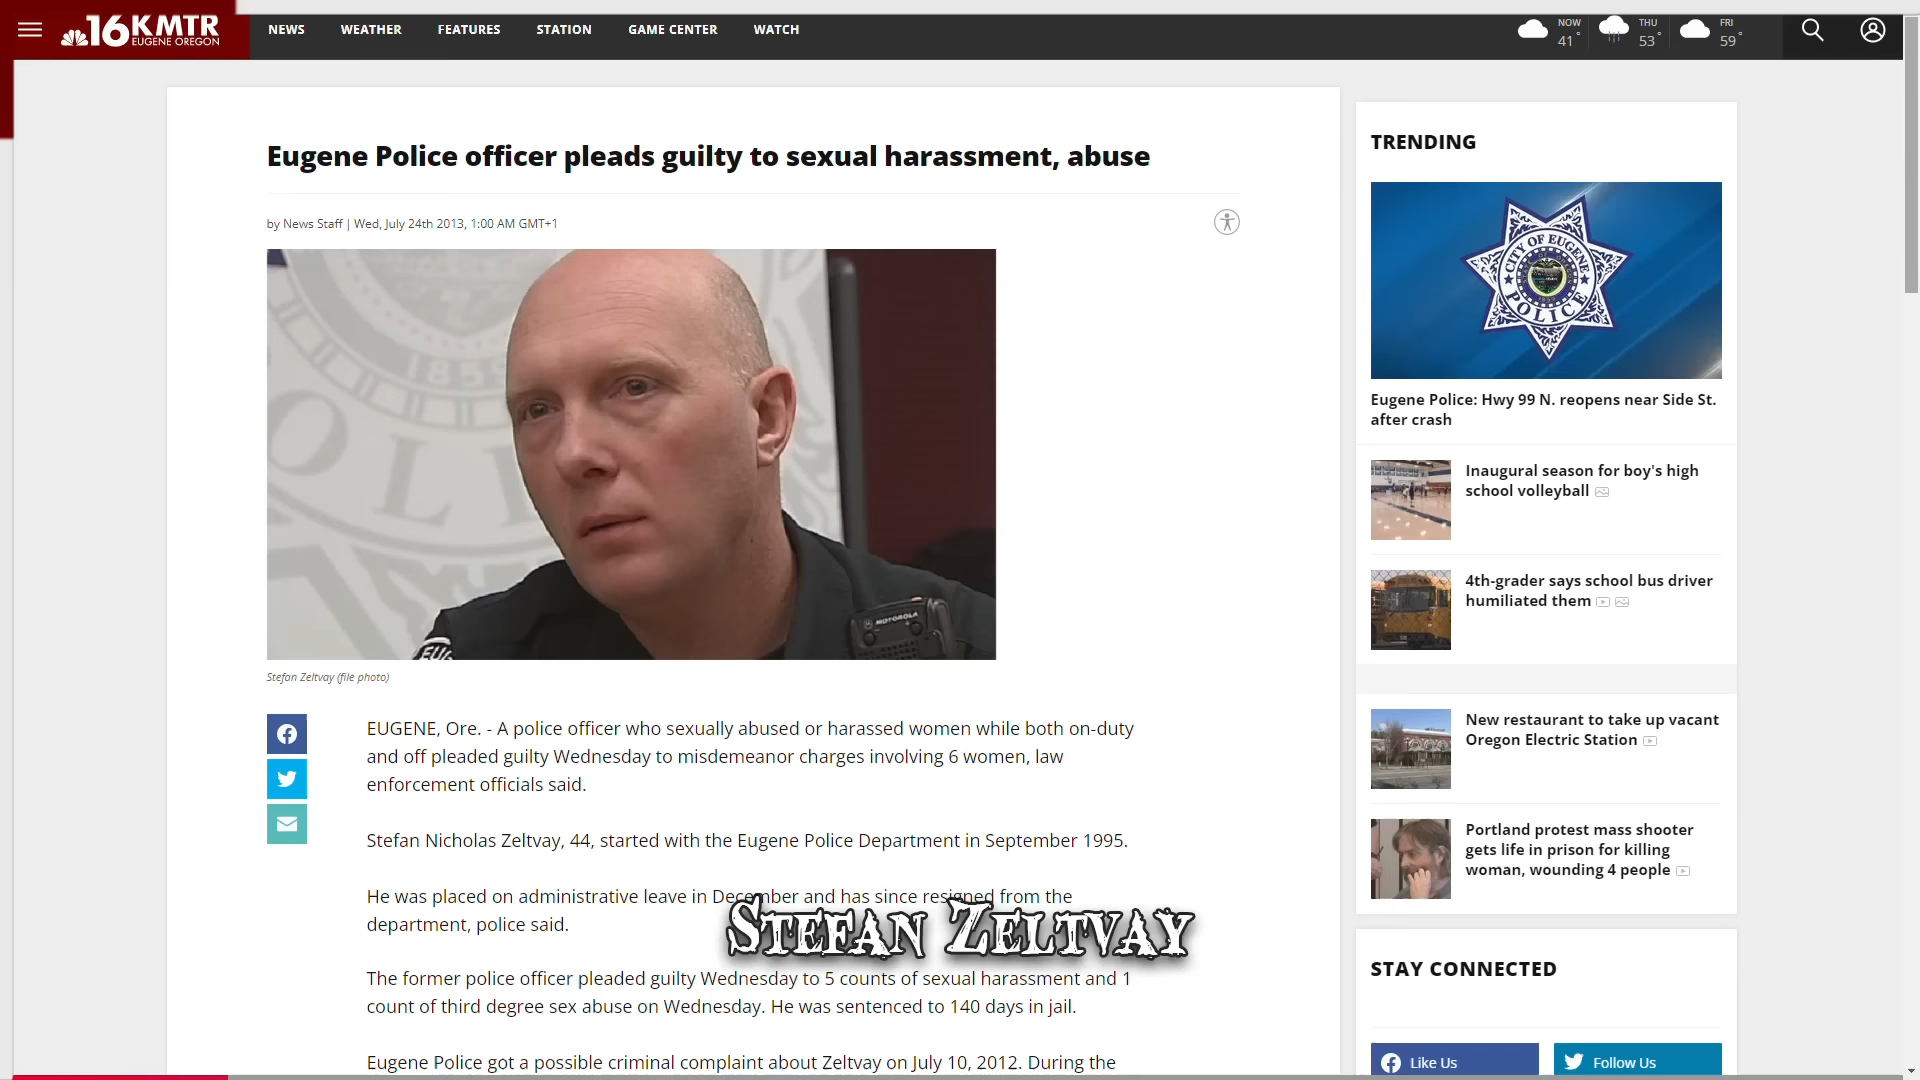 16 KMTR
EUGENE OREGON
NEWS
WEATHER
FEATURES
STATION
GAME CENTER
WATCH
NOW
41°
THU
53°
FRI
59°
Eugene Police officer pleads guilty to sexual harassment, abuse
by News Staff | Wed, July 24th 2013, 1:00 AM GMT+1
1859
POLIC
EUG
MOTOROLA
Stefan Zeltvay (file photo)
EUGENE, Ore. - A police officer who sexually abused or harassed women while both on-duty
and off pleaded guilty Wednesday to misdemeanor charges involving 6 women, law
enforcement officials said.
Stefan Nicholas Zeltvay, 44, started with the Eugene Police Department in September 1995.
He was placed on administrative leave in December and has since resigned from the
department, police said.
STEFAN ZELTVAY
The former police officer pleaded guilty Wednesday to 5 counts of sexual harassment and 1
count of third degree sex abuse on Wednesday. He was sentenced to 140 days in jail.
Eugene Police got a possible criminal complaint about Zeltvay on July 10, 2012. During the
TRENDING
CITY OF EUGENE
POLICE
Eugene Police: Hwy 99 N. reopens near Side St.
after crash
Inaugural season for boy's high
school volleyball
4th-grader says school bus driver
humiliated them
New restaurant to take up vacant
Oregon Electric Station
Portland protest mass shooter
gets life in prison for killing
woman, wounding 4 people
STAY CONNECTED
Like Us
Follow Us